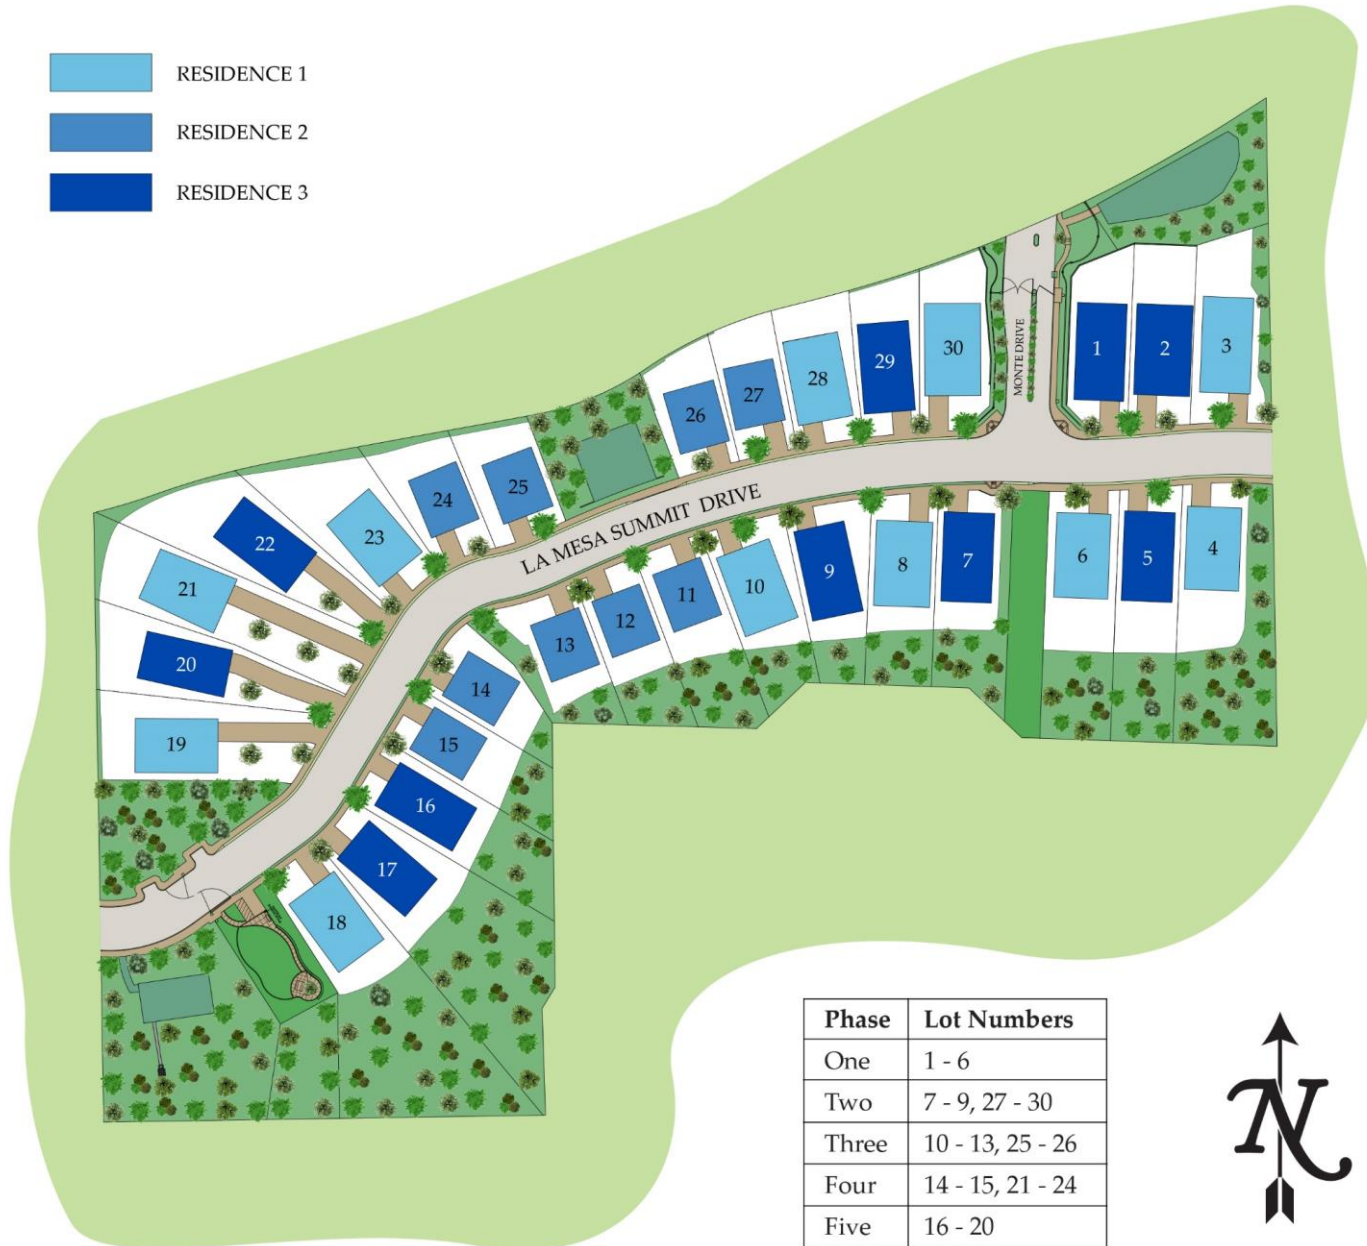 RESIDENCE 1
RESIDENCE 2
RESIDENCE 3
MONTE DRIVE
1
2
3
30
29
28
27
26
25
24
23
22
21
20
19
LA MESA SUMMIT DRIVE
4
5
6
7
8
9
10
11
12
13
14
15
16
17
18
Phase Lot Numbers
One 1 - 6
Two 7 - 9, 27 - 30
Three 10 - 13, 25 - 26
Four 14 - 15, 21 - 24
Five 16 - 20
N